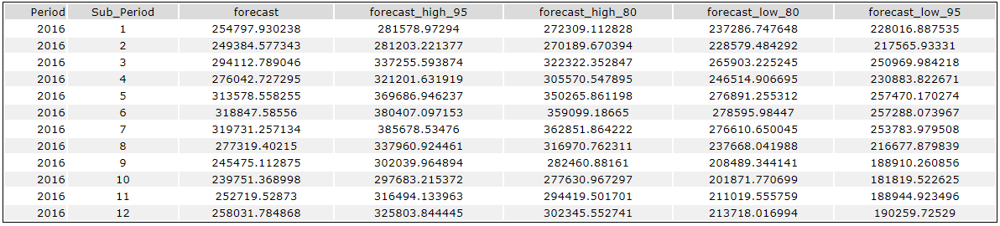 Period Sub_Period forecast forecast_high_95 forecast_high_80 forecast_low_80 forecast_low_95
2016 1 254797.930238 281578.97294 272309.112828 237286.747648 228016.887535
2016 2 249384.577343 281203.221377 270189.670394 228579.484292 217565.93331
2016 3 294112.789046 337255.593874 322322.352847 265903.225245 250969.984218
2016 4 276042.727295 321201.631919 305570.547895 246514.906695 230883.822671
2016 5 313578.558255 369686.946237 350265.861198 276891.255312 257470.170274
2016 6 318847.58556 380407.097153 359099.18665 278595.98447 257288.073967
2016 7 319731.257134 385678.53476 362851.864222 276610.650045 253783.979508
2016 8 277319.40215 337960.924461 316970.762311 237668.041988 216677.879839
2016 9 245475.112875 302039.964894 282460.88161 208489.344141 188910.260856
2016 10 239751.368998 297683.215372 277630.967297 201871.770699 181819.522625
2016 11 252719.52873 316494.133963 294419.501701 211019.555759 188944.923496
2016 12 258031.784868 325803.844445 302345.552741 213718.016994 190259.72529